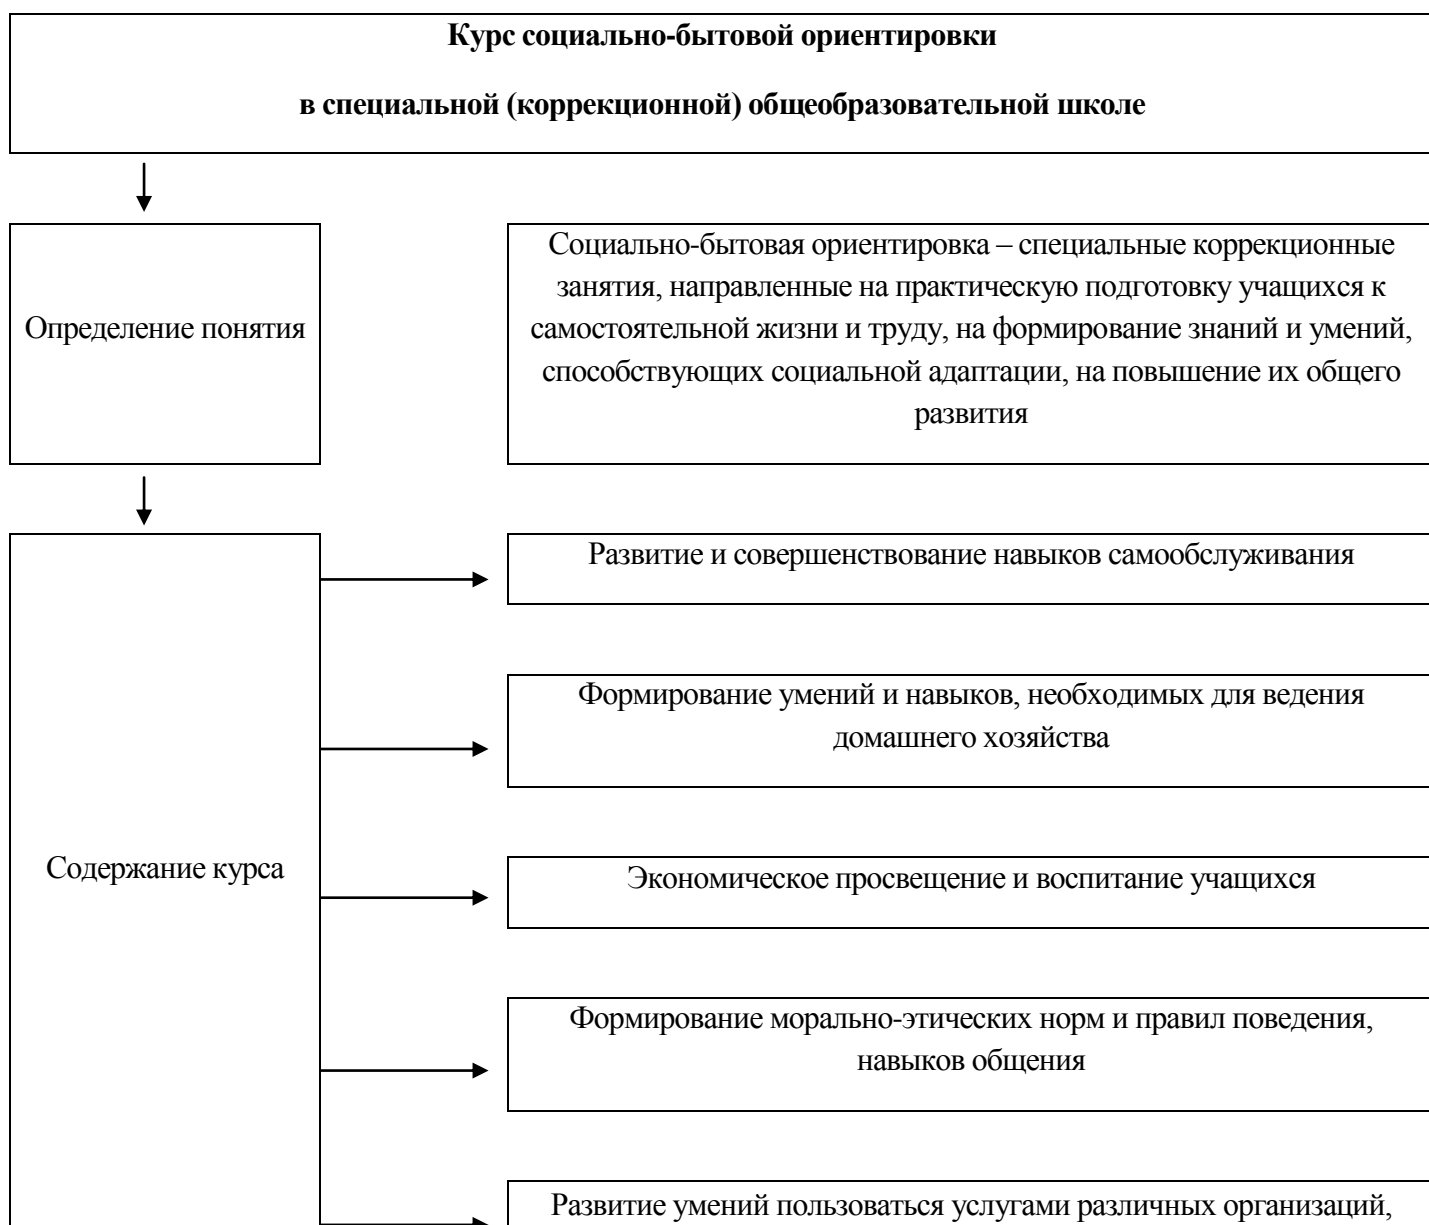 Курс социально-бытовой ориентировки
в специальной (коррекционной) общеобразовательной школе
Определение понятия
Социально-бытовая ориентировка – специальные коррекционные
занятия, направленные на практическую подготовку учащихся к
самостоятельной жизни и труду, на формирование знаний и умений,
способствующих социальной адаптации, на повышение их общего
развития
Содержание курса
Развитие и совершенствование навыков самообслуживания
Формирование умений и навыков, необходимых для ведения
домашнего хозяйства
Экономическое просвещение и воспитание учащихся
Формирование морально-этических норм и правил поведения,
навыков общения
Развитие умений пользоваться услугами различных организаций,